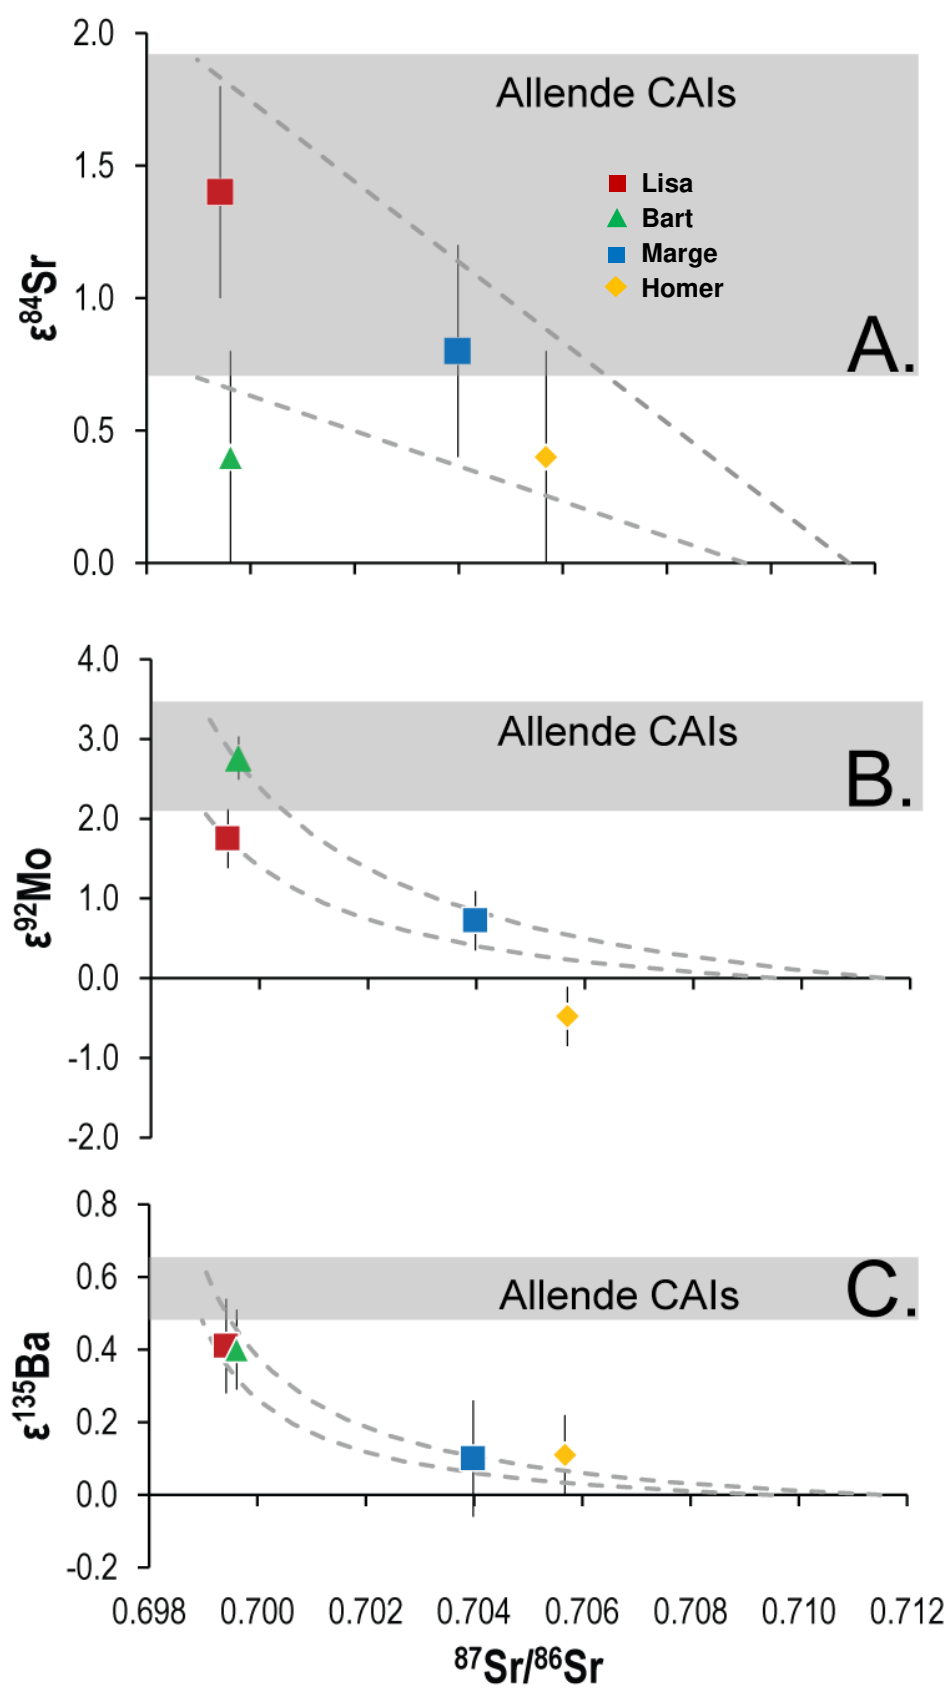 2.0
Allende CAIs
1.5
Lisa
Bart
Marge
Homer
1.0
ε⁸⁴Sr
A.
0.5
0.0
4.0
Allende CAIs
3.0
B.
2.0
ε⁹²Mo
1.0
0.0
-1.0
-2.0
0.8
0.6
Allende CAIs
C.
0.4
ε¹³⁵Ba
0.2
0.0
-0.2
0.698 0.700 0.702 0.704 0.706 0.708 0.710 0.712
⁸⁷Sr/⁸⁶Sr